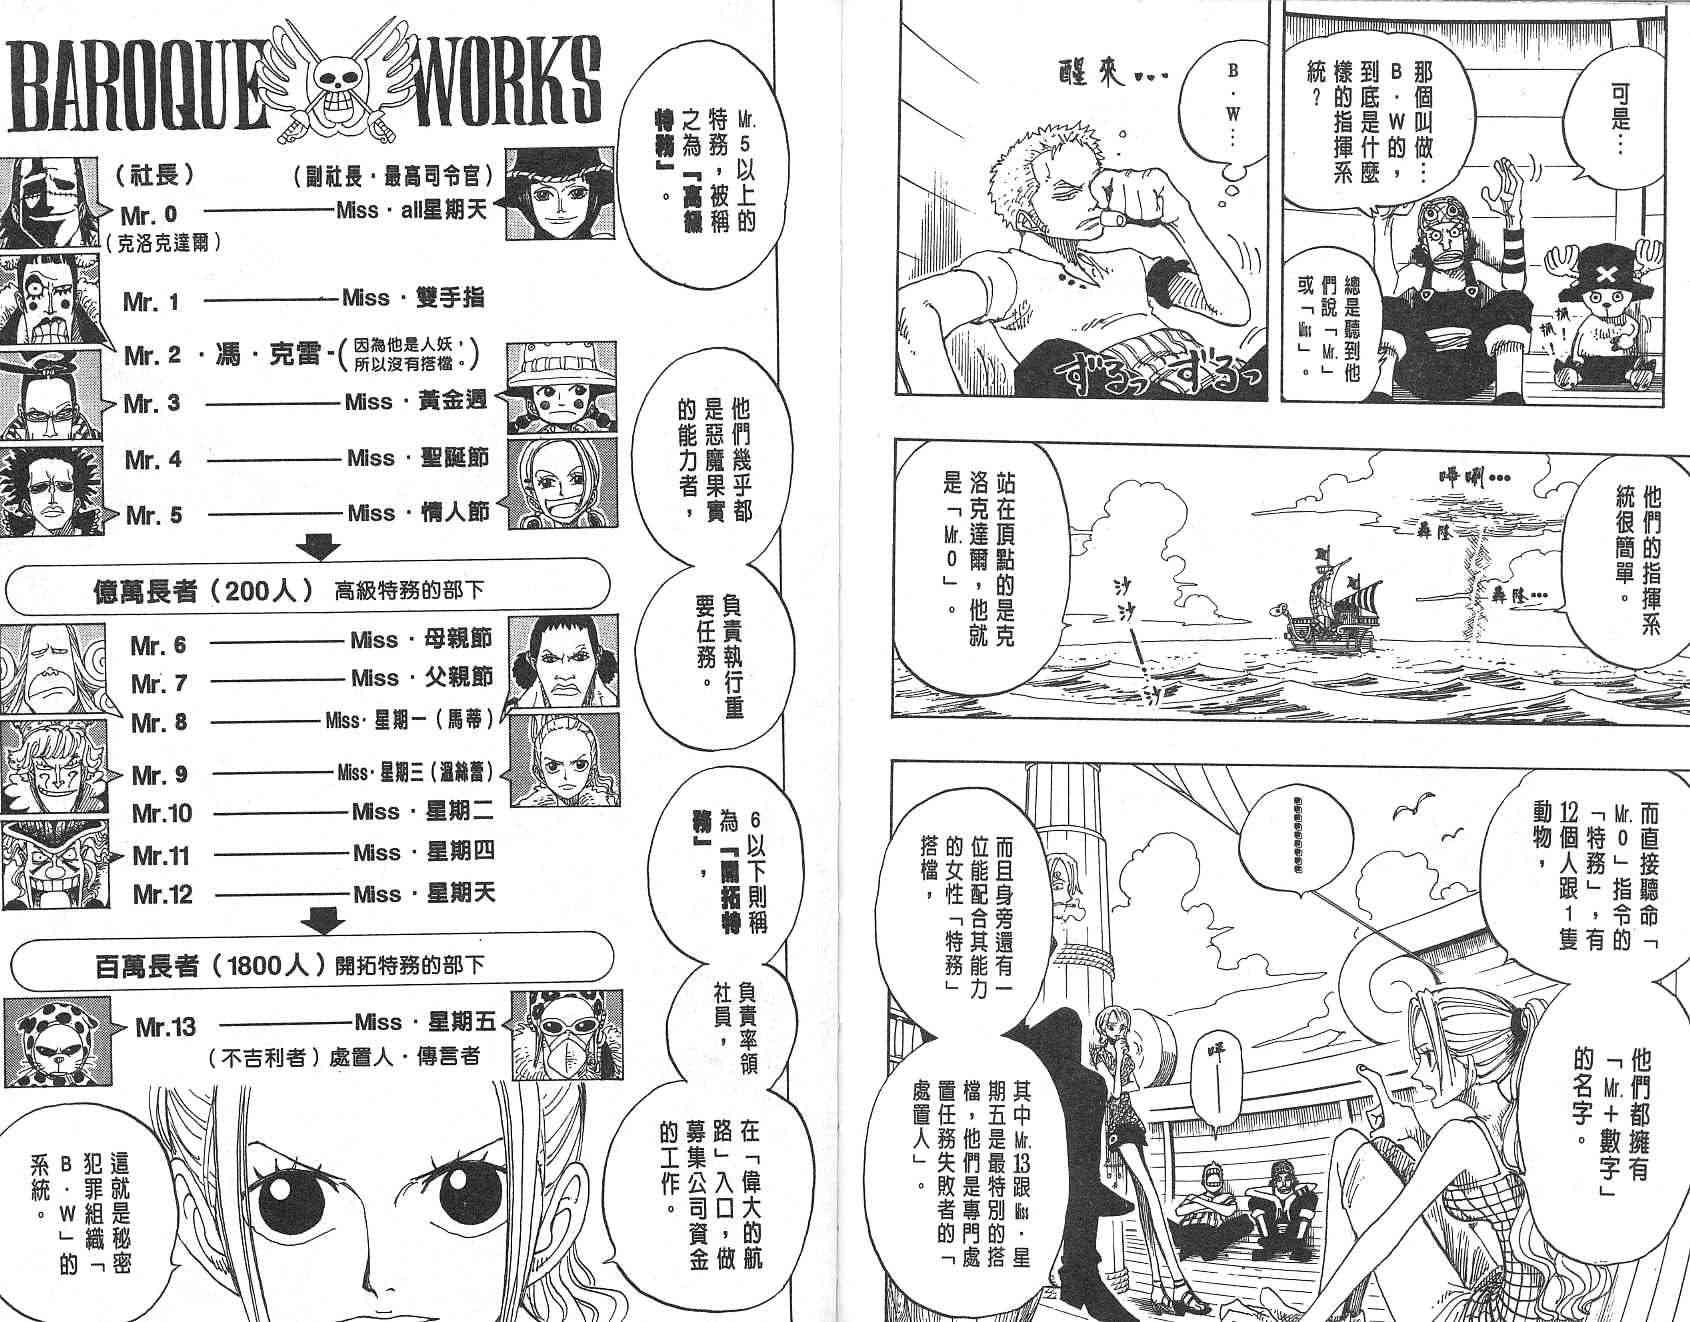 可是…
那個叫做…
B．W的，
到底是什麼
樣的指揮系
統？
總是聽到他
們說「Mr.」
或「Miss」。
搧！
搧！
B．W…
醒來…
ずるっ
ずるっ
他們的指揮系
統很簡單。
嘩唰…
轟隆
轟隆…
沙
沙
沙
站在頂點的是克
洛克達爾，他就
是「Mr.0」。
而直接聽命「
Mr.0」指令的
「特務」，有
12個人跟1隻
動物，
他們都擁有
「Mr.＋數字」
的名字。
而且身旁還有一
位能配合其能力
的女性「特務」
搭檔，
其中Mr.13跟Miss．星
期五是最特別的搭
檔，他們是專門處
置任務失敗者的「
處置人」。
BAROQUE WORKS
Mr.5以上的
特務，被稱
之為『高級
特務』。
他們幾乎都
是惡魔果實
的能力者，
負責執行重
要任務。
6以下則稱
為『開拓特
務』，
負責率領
社員，
在「偉大的航
路」入口，做
募集公司資金
的工作。
（社長）
（副社長．最高司令官）
Mr. 0 Miss．all星期天
（克洛克達爾）
Mr. 1 Miss．雙手指
Mr. 2．馮．克雷-（因為他是人妖，
所以沒有搭檔。）
Mr. 3 Miss．黃金週
Mr. 4 Miss．聖誕節
Mr. 5 Miss．情人節
億萬長者（200人）高級特務的部下
Mr. 6 Miss．母親節
Mr. 7 Miss．父親節
Mr. 8 Miss．星期一（馬蒂）
Mr. 9 Miss．星期三（溫絲蕾）
Mr.10 Miss．星期二
Mr.11 Miss．星期四
Mr.12 Miss．星期天
百萬長者（1800人）開拓特務的部下
Mr.13 Miss．星期五
（不吉利者）處置人．傳言者
這就是秘密
犯罪組織「
B．W」的
系統。